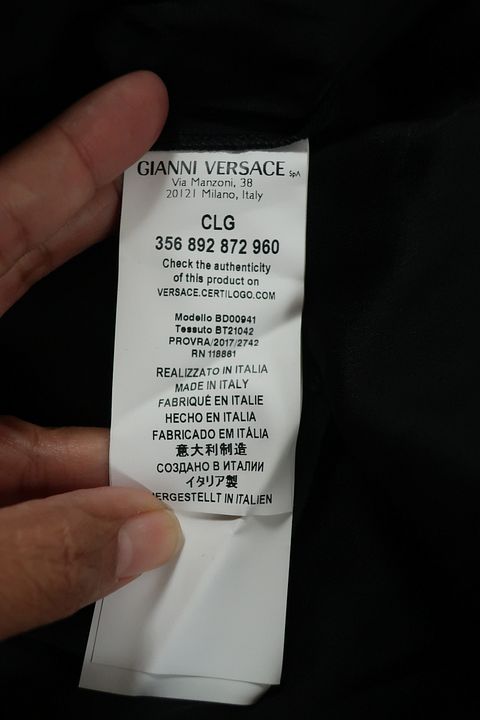 GIANNI VERSACE SpA
Via Manzoni, 38
20121 Milano, Italy
CLG
356 892 872 960
Check the authenticity
of this product on
VERSACE.CERTILOGO.COM
Modello BD00941
Tessuto BT21042
PROVRA/2017/2742
RN 118861
REALIZZATO IN ITALIA
MADE IN ITALY
FABRIQUÉ EN ITALIE
HECHO EN ITALIA
FABRICADO EM ITÁLIA
意大利制造
СОЗДАНО В ИТАЛИИ
イタリア製
HERGESTELLT IN ITALIEN